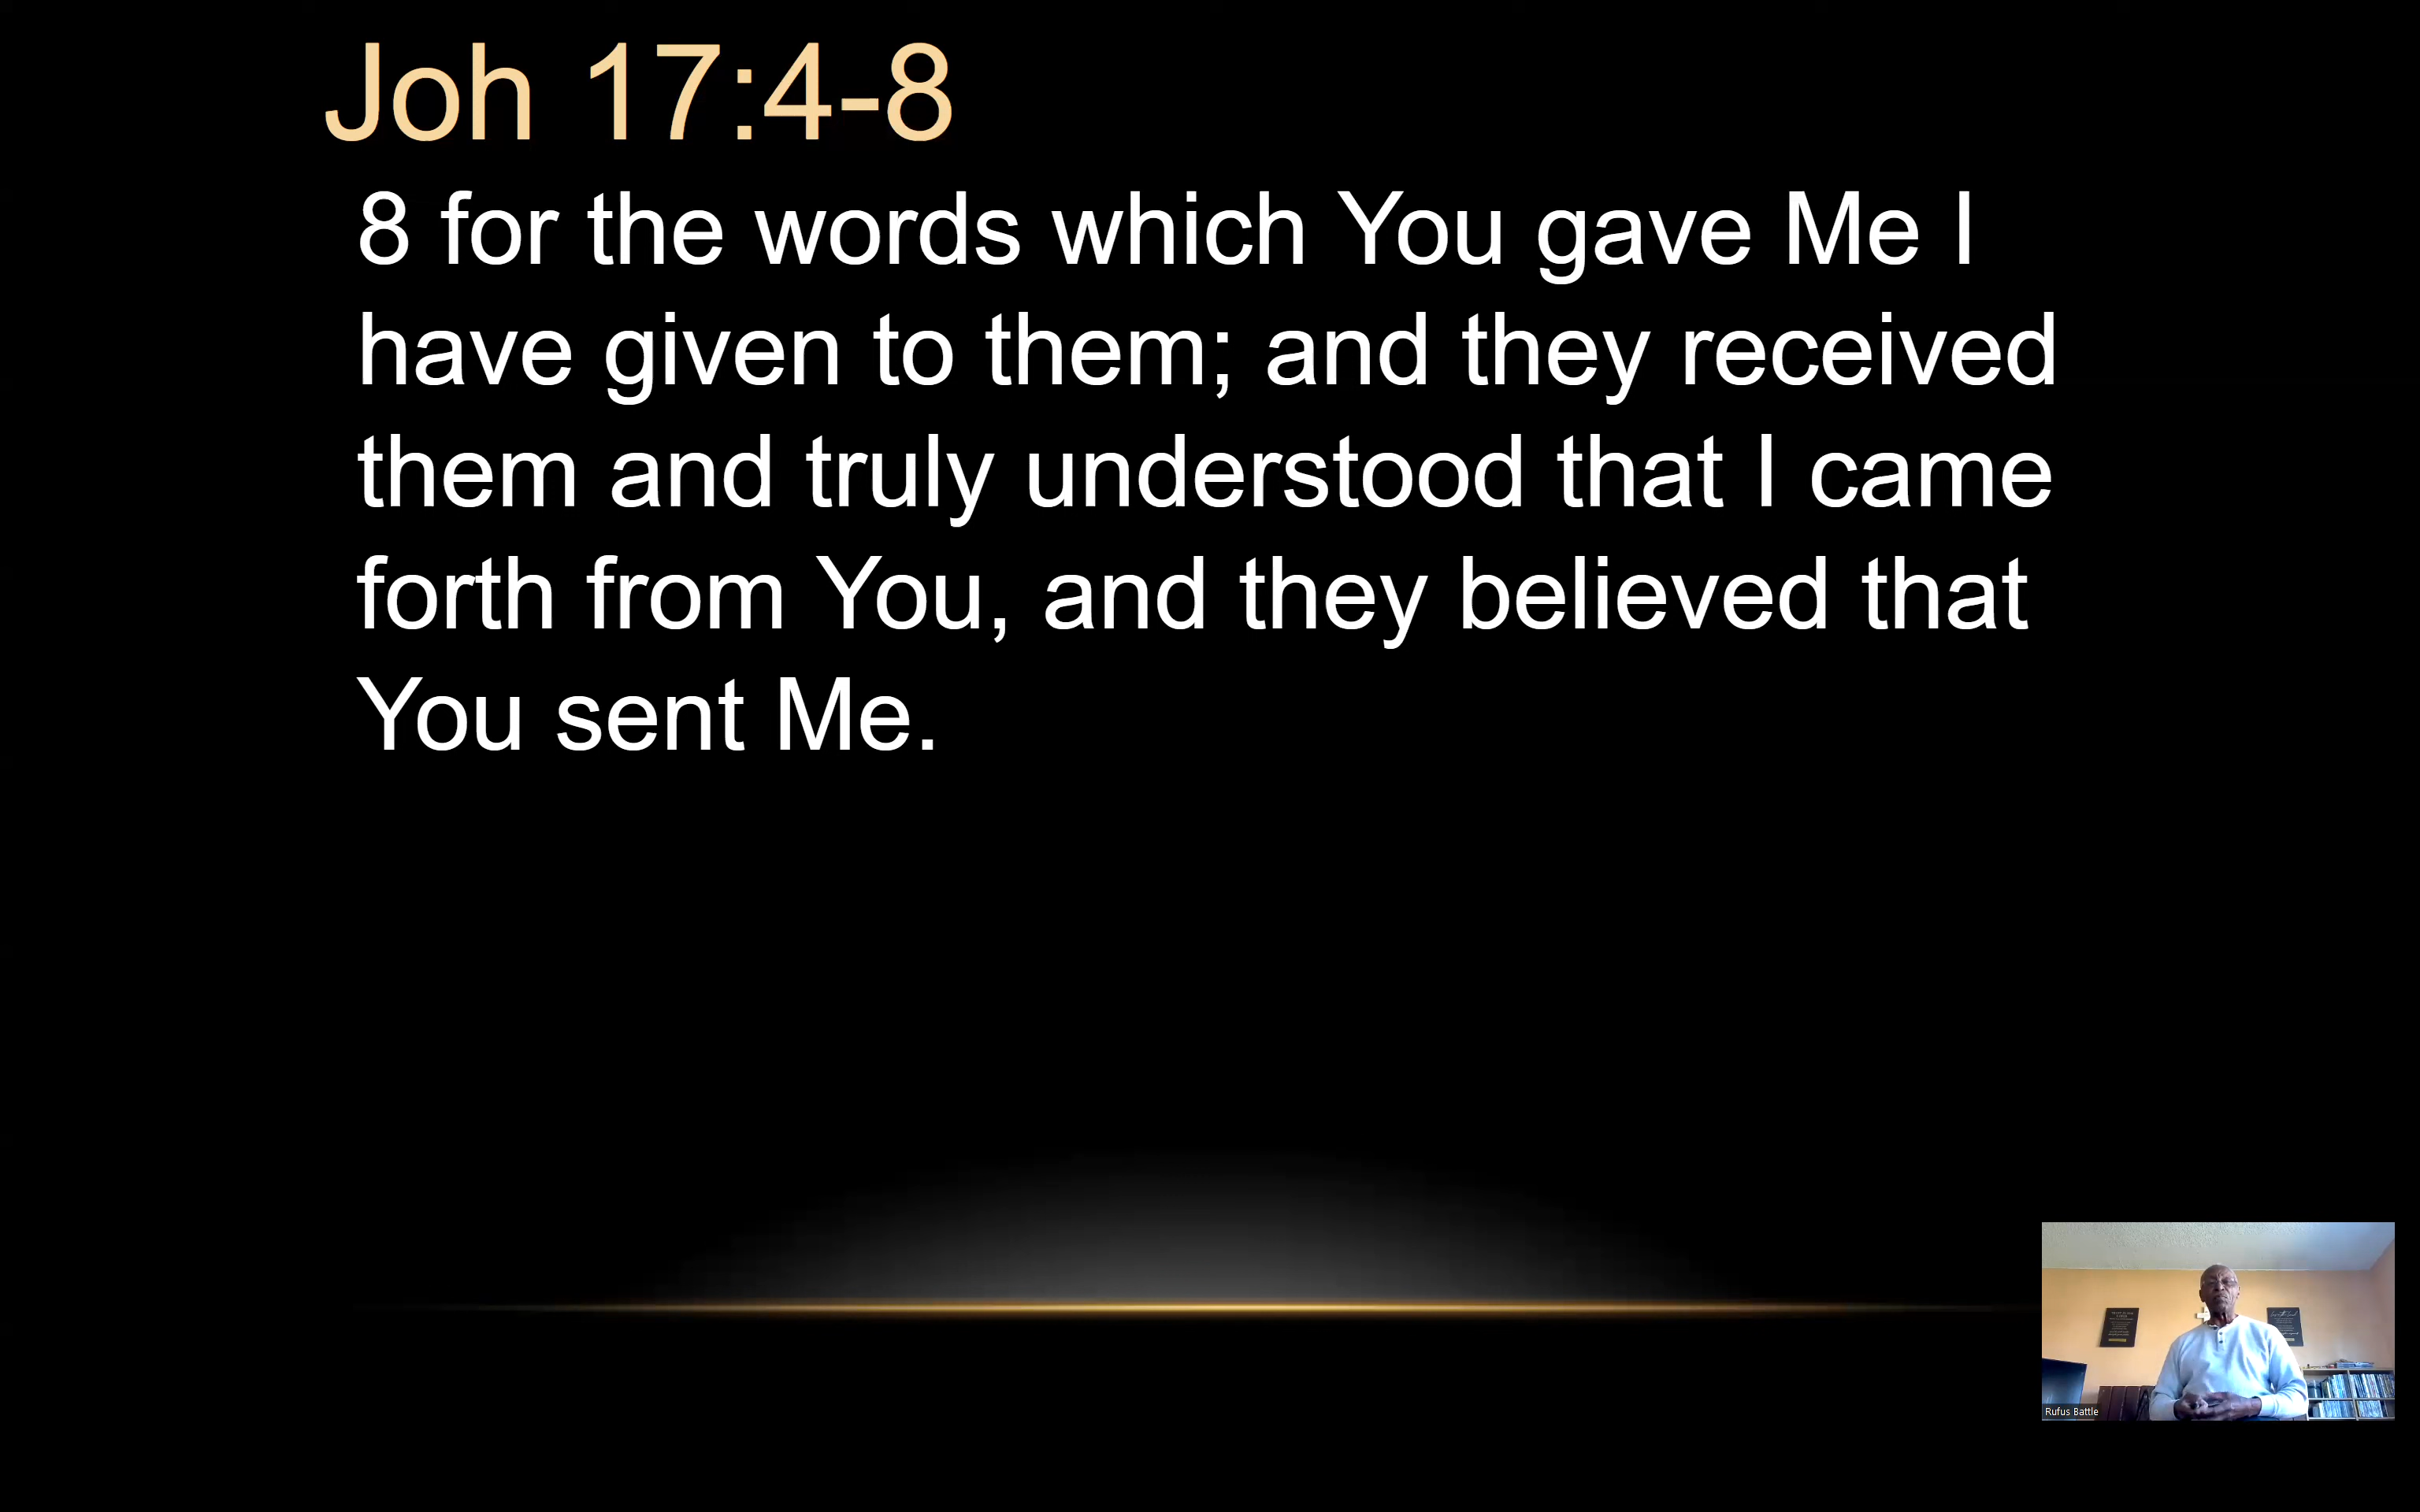 Joh 17:4-8
8 for the words which You gave Me I
have given to them; and they received
them and truly understood that I came
forth from You, and they believed that
You sent Me.
Rufus Battle